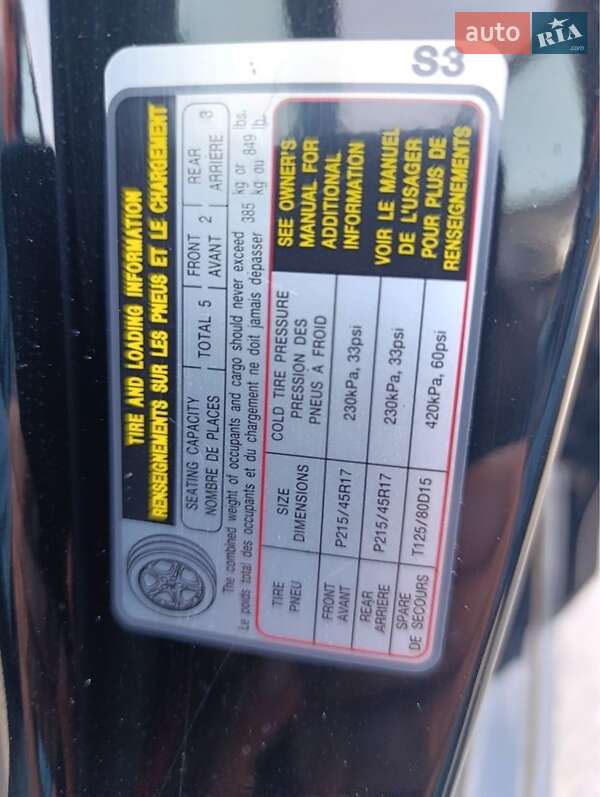 auto RIA .com
S3
TIRE AND LOADING INFORMATION
RENSEIGNEMENTS SUR LES PNEUS ET LE CHARGEMENT
SEATING CAPACITY TOTAL 5 FRONT 2 REAR 3
NOMBRE DE PLACES AVANT ARRIÈRE
The combined weight of occupants and cargo should never exceed 385 kg or 849 lbs.
Le poids total des occupants et du chargement ne doit jamais depasser kg ou lb.
TIRE SIZE COLD TIRE PRESSURE SEE OWNER'S
PNEU DIMENSIONS PRESSION DES MANUAL FOR
PNEUS À FROID ADDITIONAL
INFORMATION
FRONT P215/45R17 230kPa, 33psi
AVANT
REAR P215/45R17 230kPa, 33psi VOIR LE MANUEL
ARRIERE DE L'USAGER
SPARE T125/80D15 420kPa, 60psi POUR PLUS DE
DE SECOURS RENSEIGNEMENTS